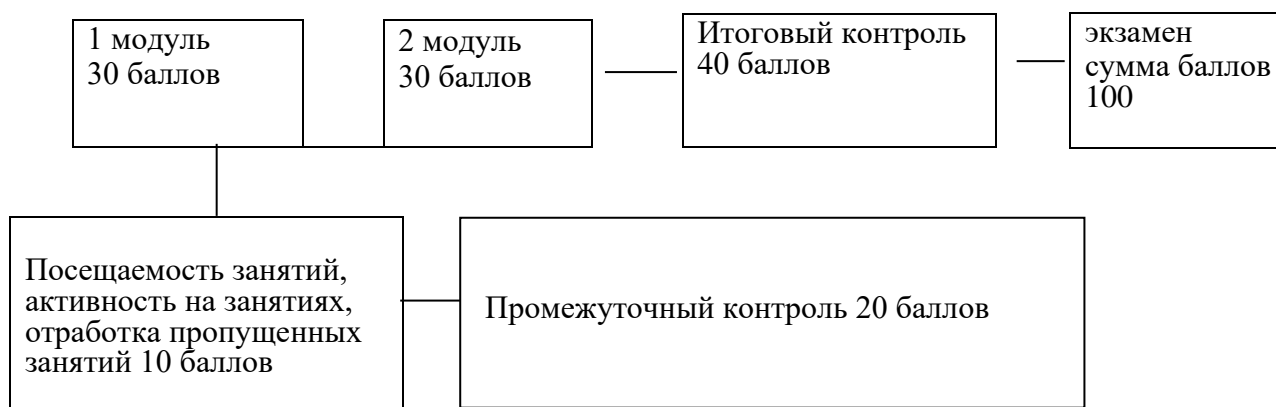 1 модуль
30 баллов
2 модуль
30 баллов
Итоговый контроль
40 баллов
экзамен
сумма баллов
100
Посещаемость занятий,
активность на занятиях,
отработка пропущенных
занятий 10 баллов
Промежуточный контроль 20 баллов